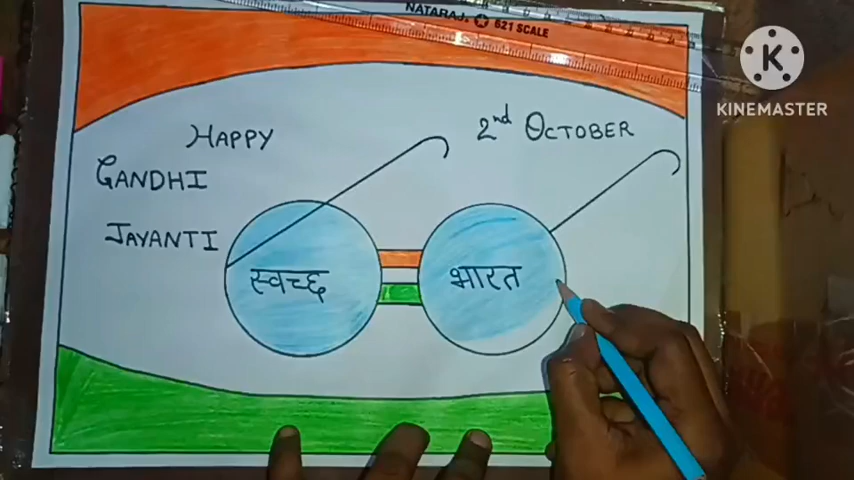 NATARAJ 621 SCALE
KINEMASTER
HAPPY
2nd OCTOBER
GANDHI
JAYANTI
स्वच्छ
भारत